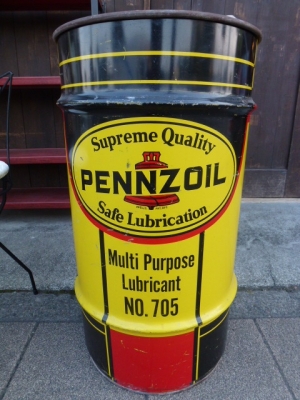 Supreme Quality
PENNZOIL
Safe Lubrication
Multi Purpose
Lubricant
NO. 705